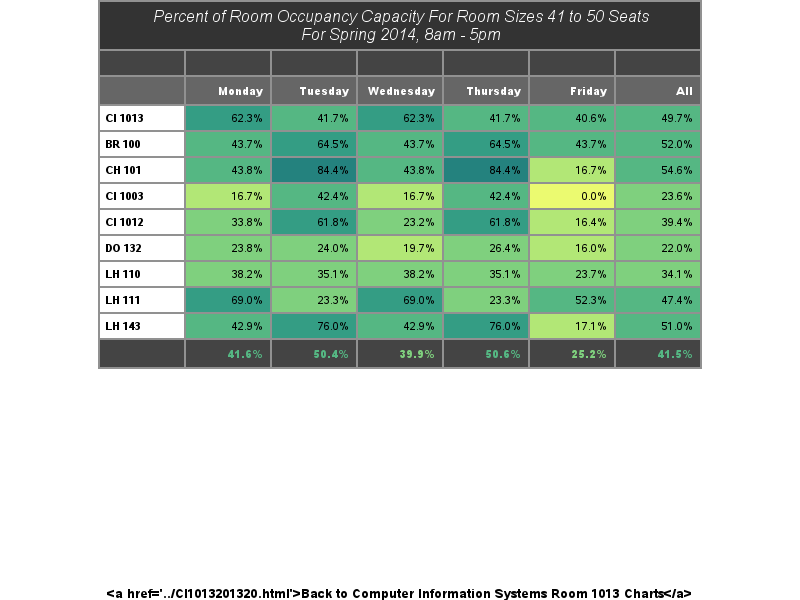 Percent of Room Occupancy Capacity For Room Sizes 41 to 50 Seats
For Spring 2014, 8am - 5pm
Monday Tuesday Wednesday Thursday Friday All
CI 1013 62.3% 41.7% 62.3% 41.7% 40.6% 49.7%
BR 100 43.7% 64.5% 43.7% 64.5% 43.7% 52.0%
CH 101 43.8% 84.4% 43.8% 84.4% 16.7% 54.6%
CI 1003 16.7% 42.4% 16.7% 42.4% 0.0% 23.6%
CI 1012 33.8% 61.8% 23.2% 61.8% 16.4% 39.4%
DO 132 23.8% 24.0% 19.7% 26.4% 16.0% 22.0%
LH 110 38.2% 35.1% 38.2% 35.1% 23.7% 34.1%
LH 111 69.0% 23.3% 69.0% 23.3% 52.3% 47.4%
LH 143 42.9% 76.0% 42.9% 76.0% 17.1% 51.0%
41.6% 50.4% 39.9% 50.6% 25.2% 41.5%
<a href='../CI1013201320.html'>Back to Computer Information Systems Room 1013 Charts</a>